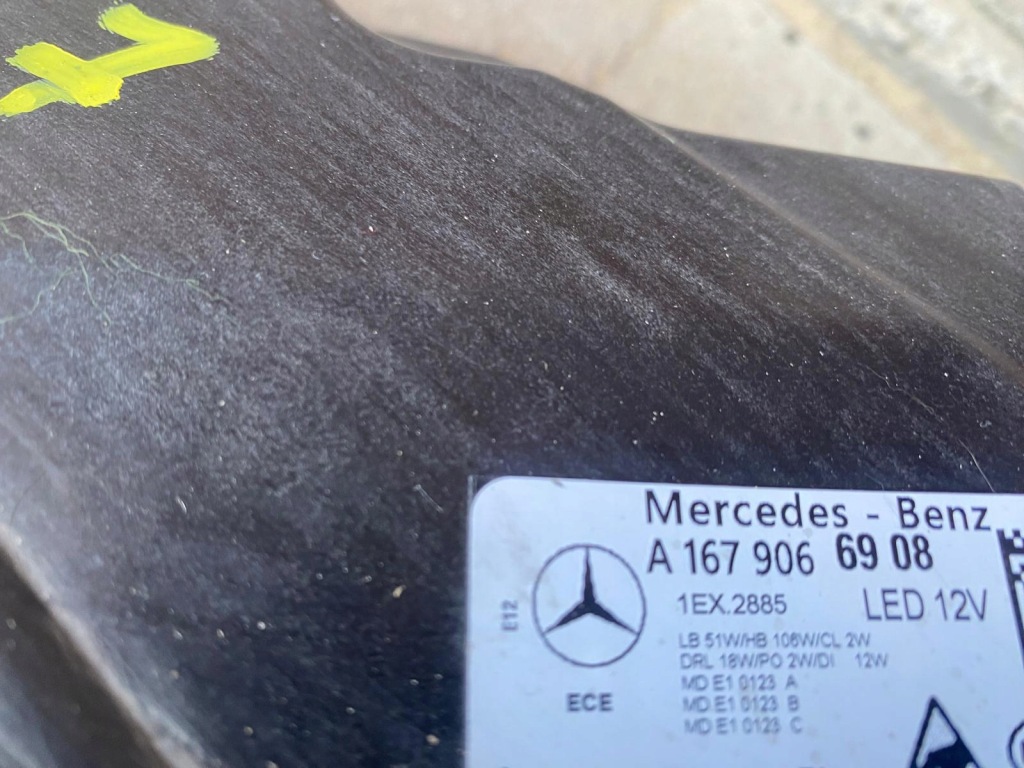 Mercedes - Benz
A 167 906 69 08
1EX.2885 LED 12V
LB 51W/HB 106W/CL 2W
DRL 18W/PO 2W/DI 12W
MD E1 0123 A
MD E1 0123 B
MD E1 0123 C
E12
ECE